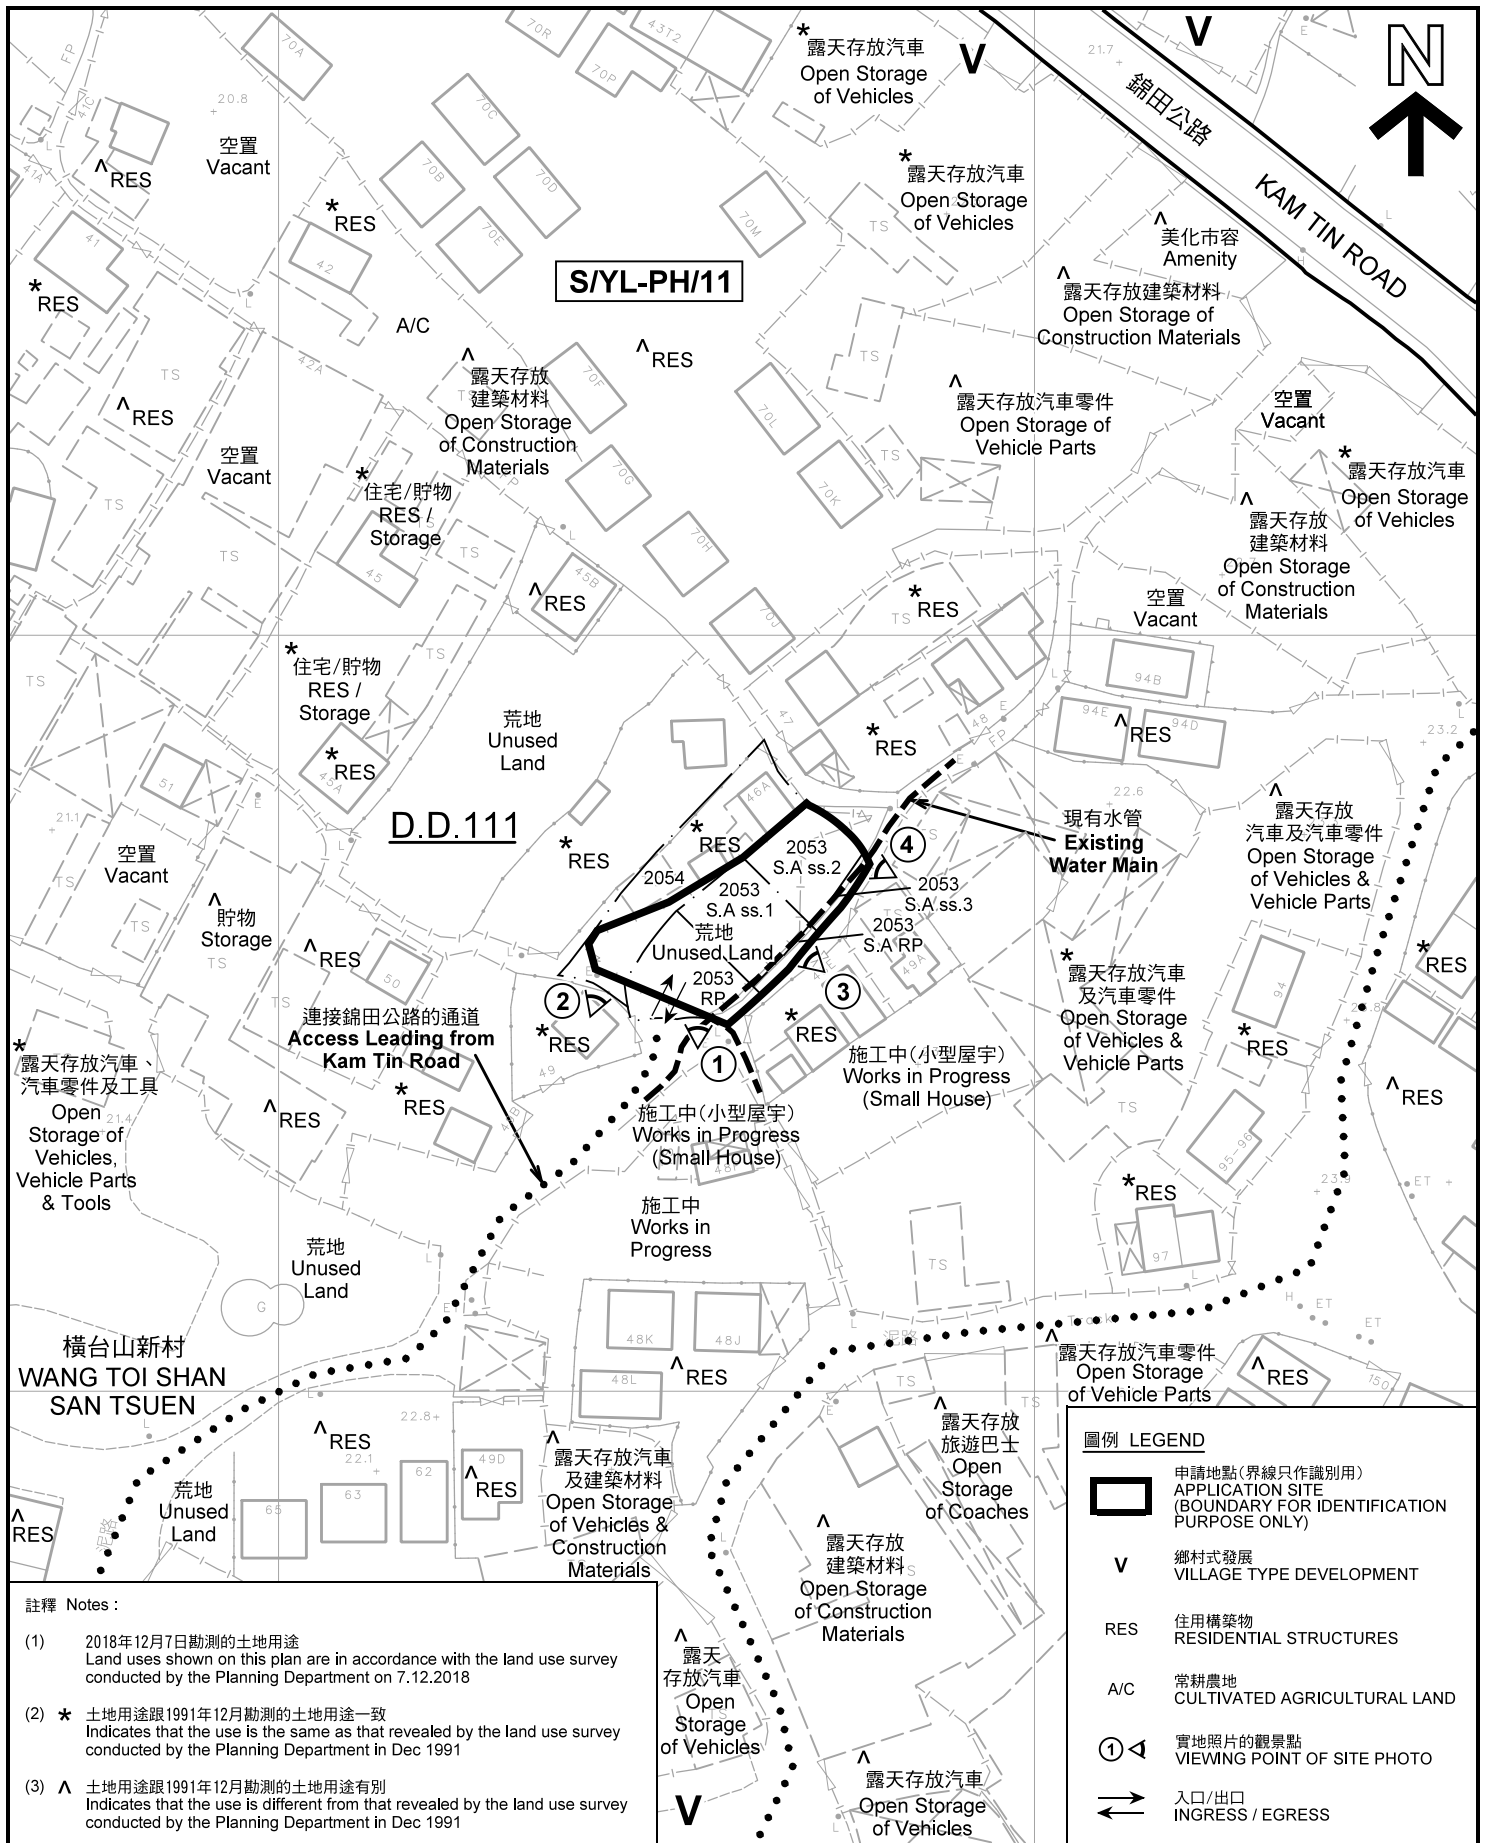 露天存放汽車
Open Storage
of Vehicles
V
V
N
錦田公路
KAM TIN ROAD
空置
Vacant
RES
RES
RES
RES
S/YL-PH/11
A/C
露天存放汽車
Open Storage
of Vehicles
美化市容
Amenity
露天存放建築材料
Open Storage of
Construction Materials
RES
露天存放
建築材料
Open Storage
of Construction
Materials
露天存放汽車零件
Open Storage of
Vehicle Parts
空置
Vacant
空置
Vacant
住宅/貯物
RES /
Storage
露天存放汽車
Open Storage
of Vehicles
露天存放
建築材料
Open Storage
of Construction
Materials
RES
RES
空置
Vacant
住宅/貯物
RES /
Storage
荒地
Unused
Land
RES
RES
RES
D.D.111
RES
RES
2054
2053
S.A ss.1
2053
S.A ss.2
2053
S.A ss.3
2053
S.A RP
2053
RP
荒地
Unused Land
現有水管
Existing
Water Main
露天存放
汽車及汽車零件
Open Storage
of Vehicles &
Vehicle Parts
空置
Vacant
貯物
Storage
RES
1
2
3
4
RES
RES
露天存放汽車
及汽車零件
Open Storage
of Vehicles &
Vehicle Parts
RES
RES
RES
連接錦田公路的通道
Access Leading from
Kam Tin Road
露天存放汽車、
汽車零件及工具
Open
Storage of
Vehicles,
Vehicle Parts
& Tools
RES
RES
施工中(小型屋宇)
Works in Progress
(Small House)
施工中(小型屋宇)
Works in Progress
(Small House)
施工中
Works in
Progress
RES
荒地
Unused
Land
橫台山新村
WANG TOI SHAN
SAN TSUEN
RES
RES
RES
RES
荒地
Unused
Land
露天存放汽車零件
Open Storage
of Vehicle Parts
RES
露天存放
旅遊巴士
Open
Storage
of Coaches
露天存放汽車
及建築材料
Open Storage
of Vehicles &
Construction
Materials
露天存放
建築材料
Open Storage
of Construction
Materials
露天
存放汽車
Open
Storage
of Vehicles
V
露天存放汽車
Open Storage
of Vehicles
圖例 LEGEND
申請地點(界線只作識別用)
APPLICATION SITE
(BOUNDARY FOR IDENTIFICATION
PURPOSE ONLY)
V 鄉村式發展
VILLAGE TYPE DEVELOPMENT
RES 住用構築物
RESIDENTIAL STRUCTURES
A/C 常耕農地
CULTIVATED AGRICULTURAL LAND
1 實地照片的觀景點
VIEWING POINT OF SITE PHOTO
入口/出口
INGRESS / EGRESS
註釋 Notes :
(1) 2018年12月7日勘測的土地用途
Land uses shown on this plan are in accordance with the land use survey
conducted by the Planning Department on 7.12.2018
(2) * 土地用途跟1991年12月勘測的土地用途一致
Indicates that the use is the same as that revealed by the land use survey
conducted by the Planning Department in Dec 1991
(3) ^ 土地用途跟1991年12月勘測的土地用途有別
Indicates that the use is different from that revealed by the land use survey
conducted by the Planning Department in Dec 1991